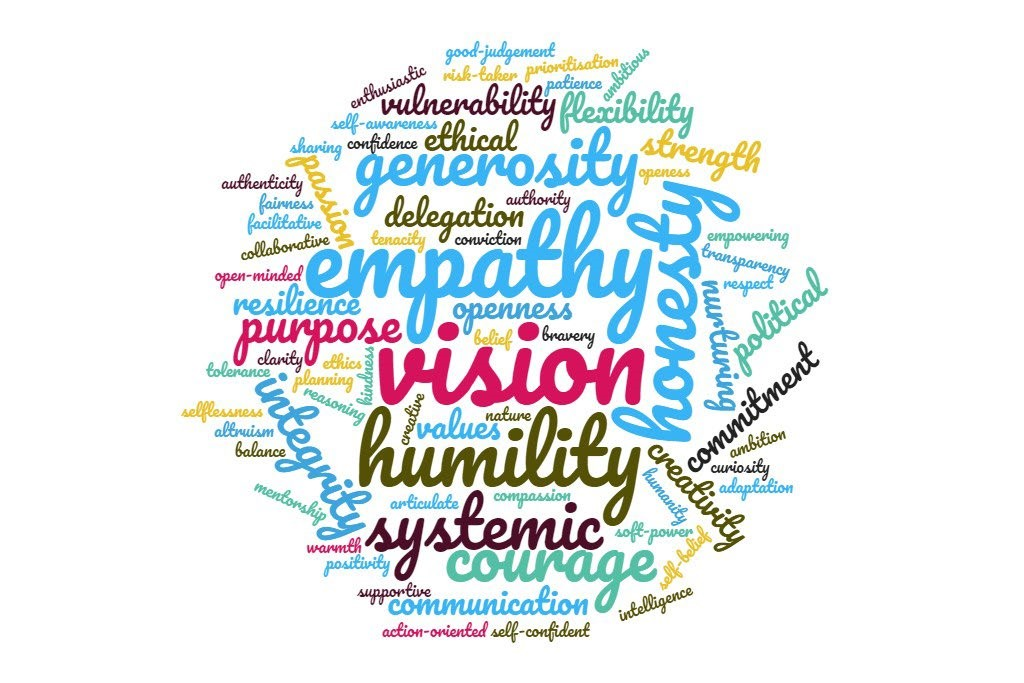 good-judgement
risk-taker
prioritisation
ambitious
enthusiastic
patience
vulnerability
flexibility
self-awareness
sharing
confidence
ethical
generosity
strength
openess
passion
authenticity
authority
fairness
facilitative
delegation
honesty
collaborative
tenacity
conviction
empowering
transparency
open-minded
empathy
respect
resilience
openness
nurturing
political
purpose
belief
bravery
clarity
ethics
vision
tolerance
planning
kindness
reasoning
commitment
selflessness
integrity
creative
nature
altruism
values
balance
humility
creativity
ambition
curiosity
adaptation
humanity
mentorship
articulate
compassion
systemic
soft-power
warmth
positivity
courage
self-belief
supportive
communication
intelligence
action-oriented
self-confident